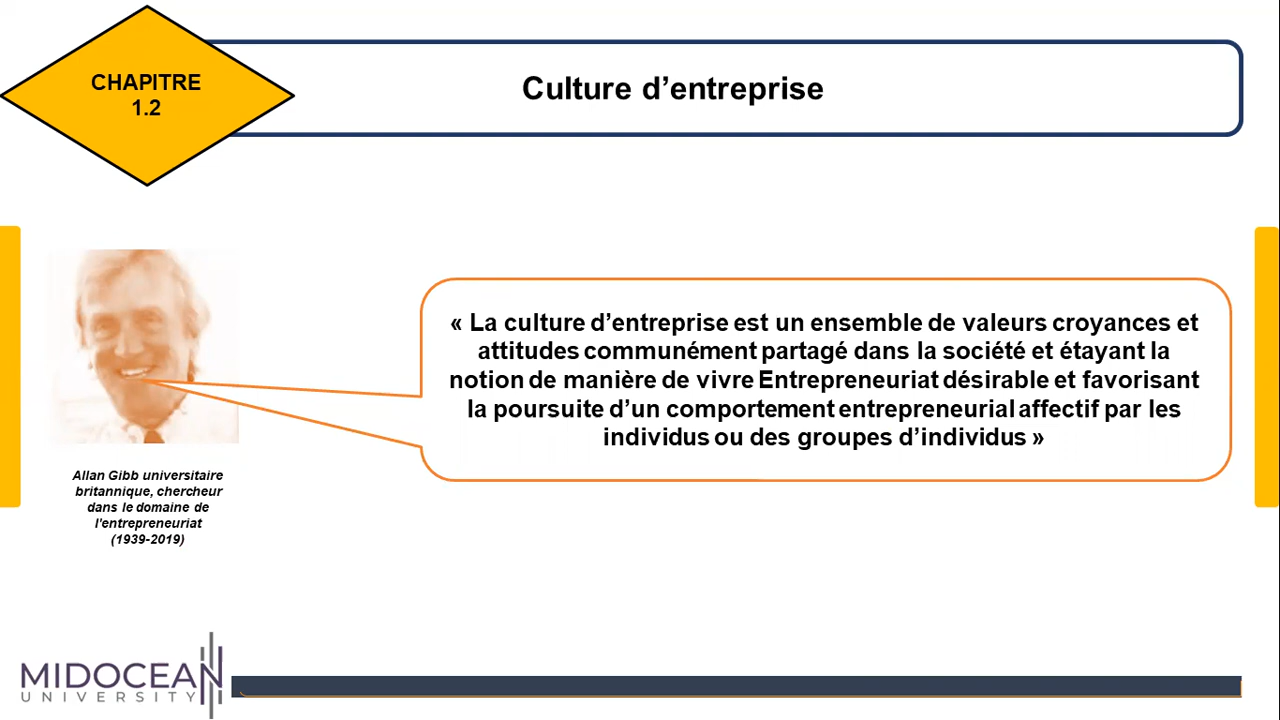 CHAPITRE
1.2
Culture d’entreprise
« La culture d’entreprise est un ensemble de valeurs croyances et
attitudes communément partagé dans la société et étayant la
notion de manière de vivre Entrepreneuriat désirable et favorisant
la poursuite d’un comportement entrepreneurial affectif par les
individus ou des groupes d’individus »
Allan Gibb universitaire
britannique, chercheur
dans le domaine de
l'entrepreneuriat
(1939-2019)
MIDOCEAN
UNIVERSITY